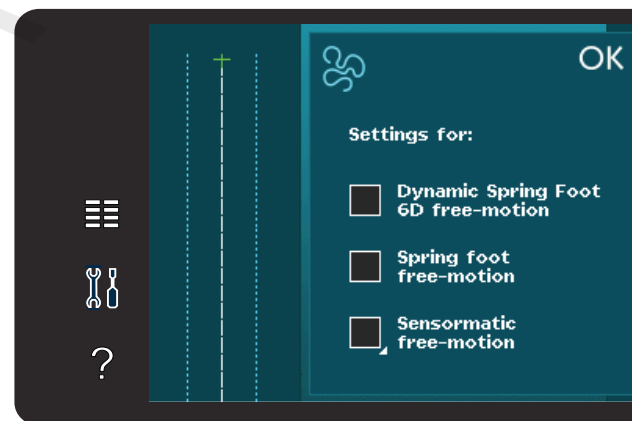 OK
Settings for:
Dynamic Spring Foot
6D free-motion
Spring foot
free-motion
Sensormatic
free-motion
?